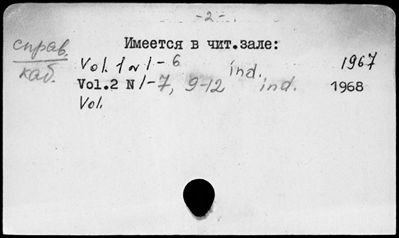 -2-.
Имеется в чит.зале:
справ.
каб.
Vol. 1 N 1-6 ind. 1967
Vol.2 N 1-7, 9-12 ind. 1968
Vol.